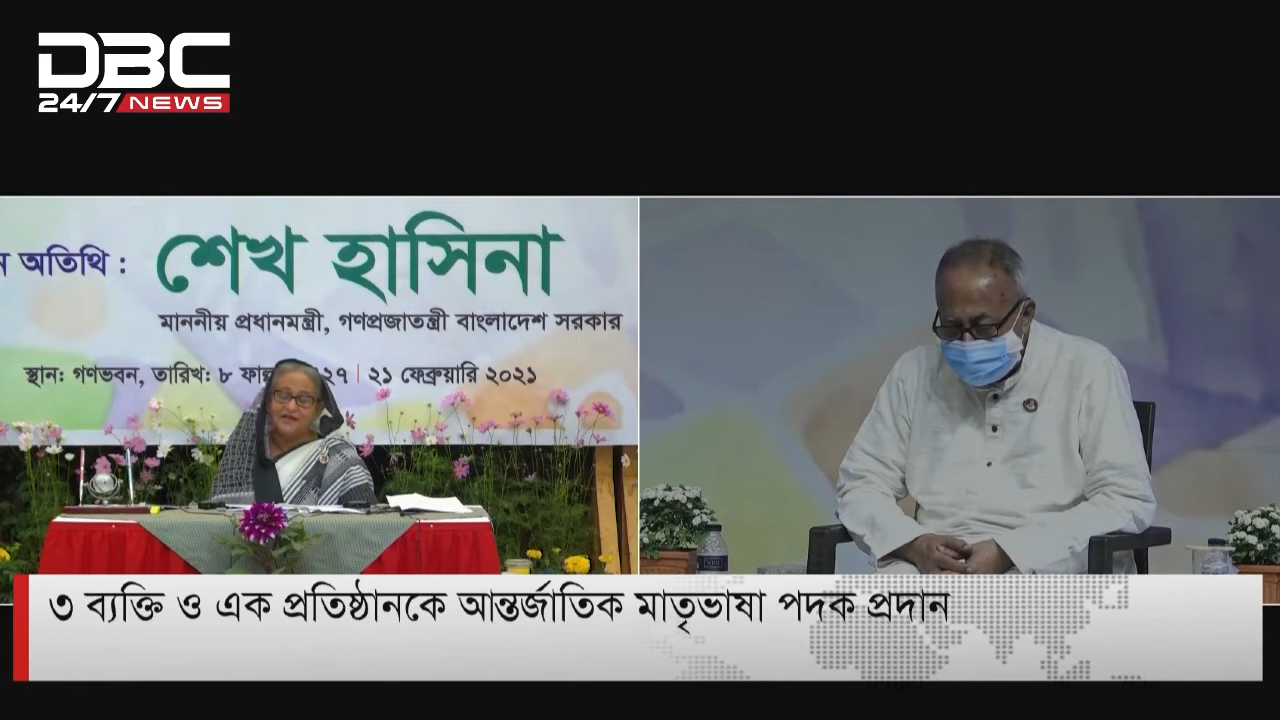 DBC
24/7 NEWS
অতিথি :
শেখ হাসিনা
মাননীয় প্রধানমন্ত্রী, গণপ্রজাতন্ত্রী বাংলাদেশ সরকার
স্থান: গণভবন, তারিখ: ৮ ২৭ | ২১ ফেব্রুয়ারি ২০২১
৩ ব্যক্তি ও এক প্রতিষ্ঠানকে আন্তর্জাতিক মাতৃভাষা পদক প্রদান